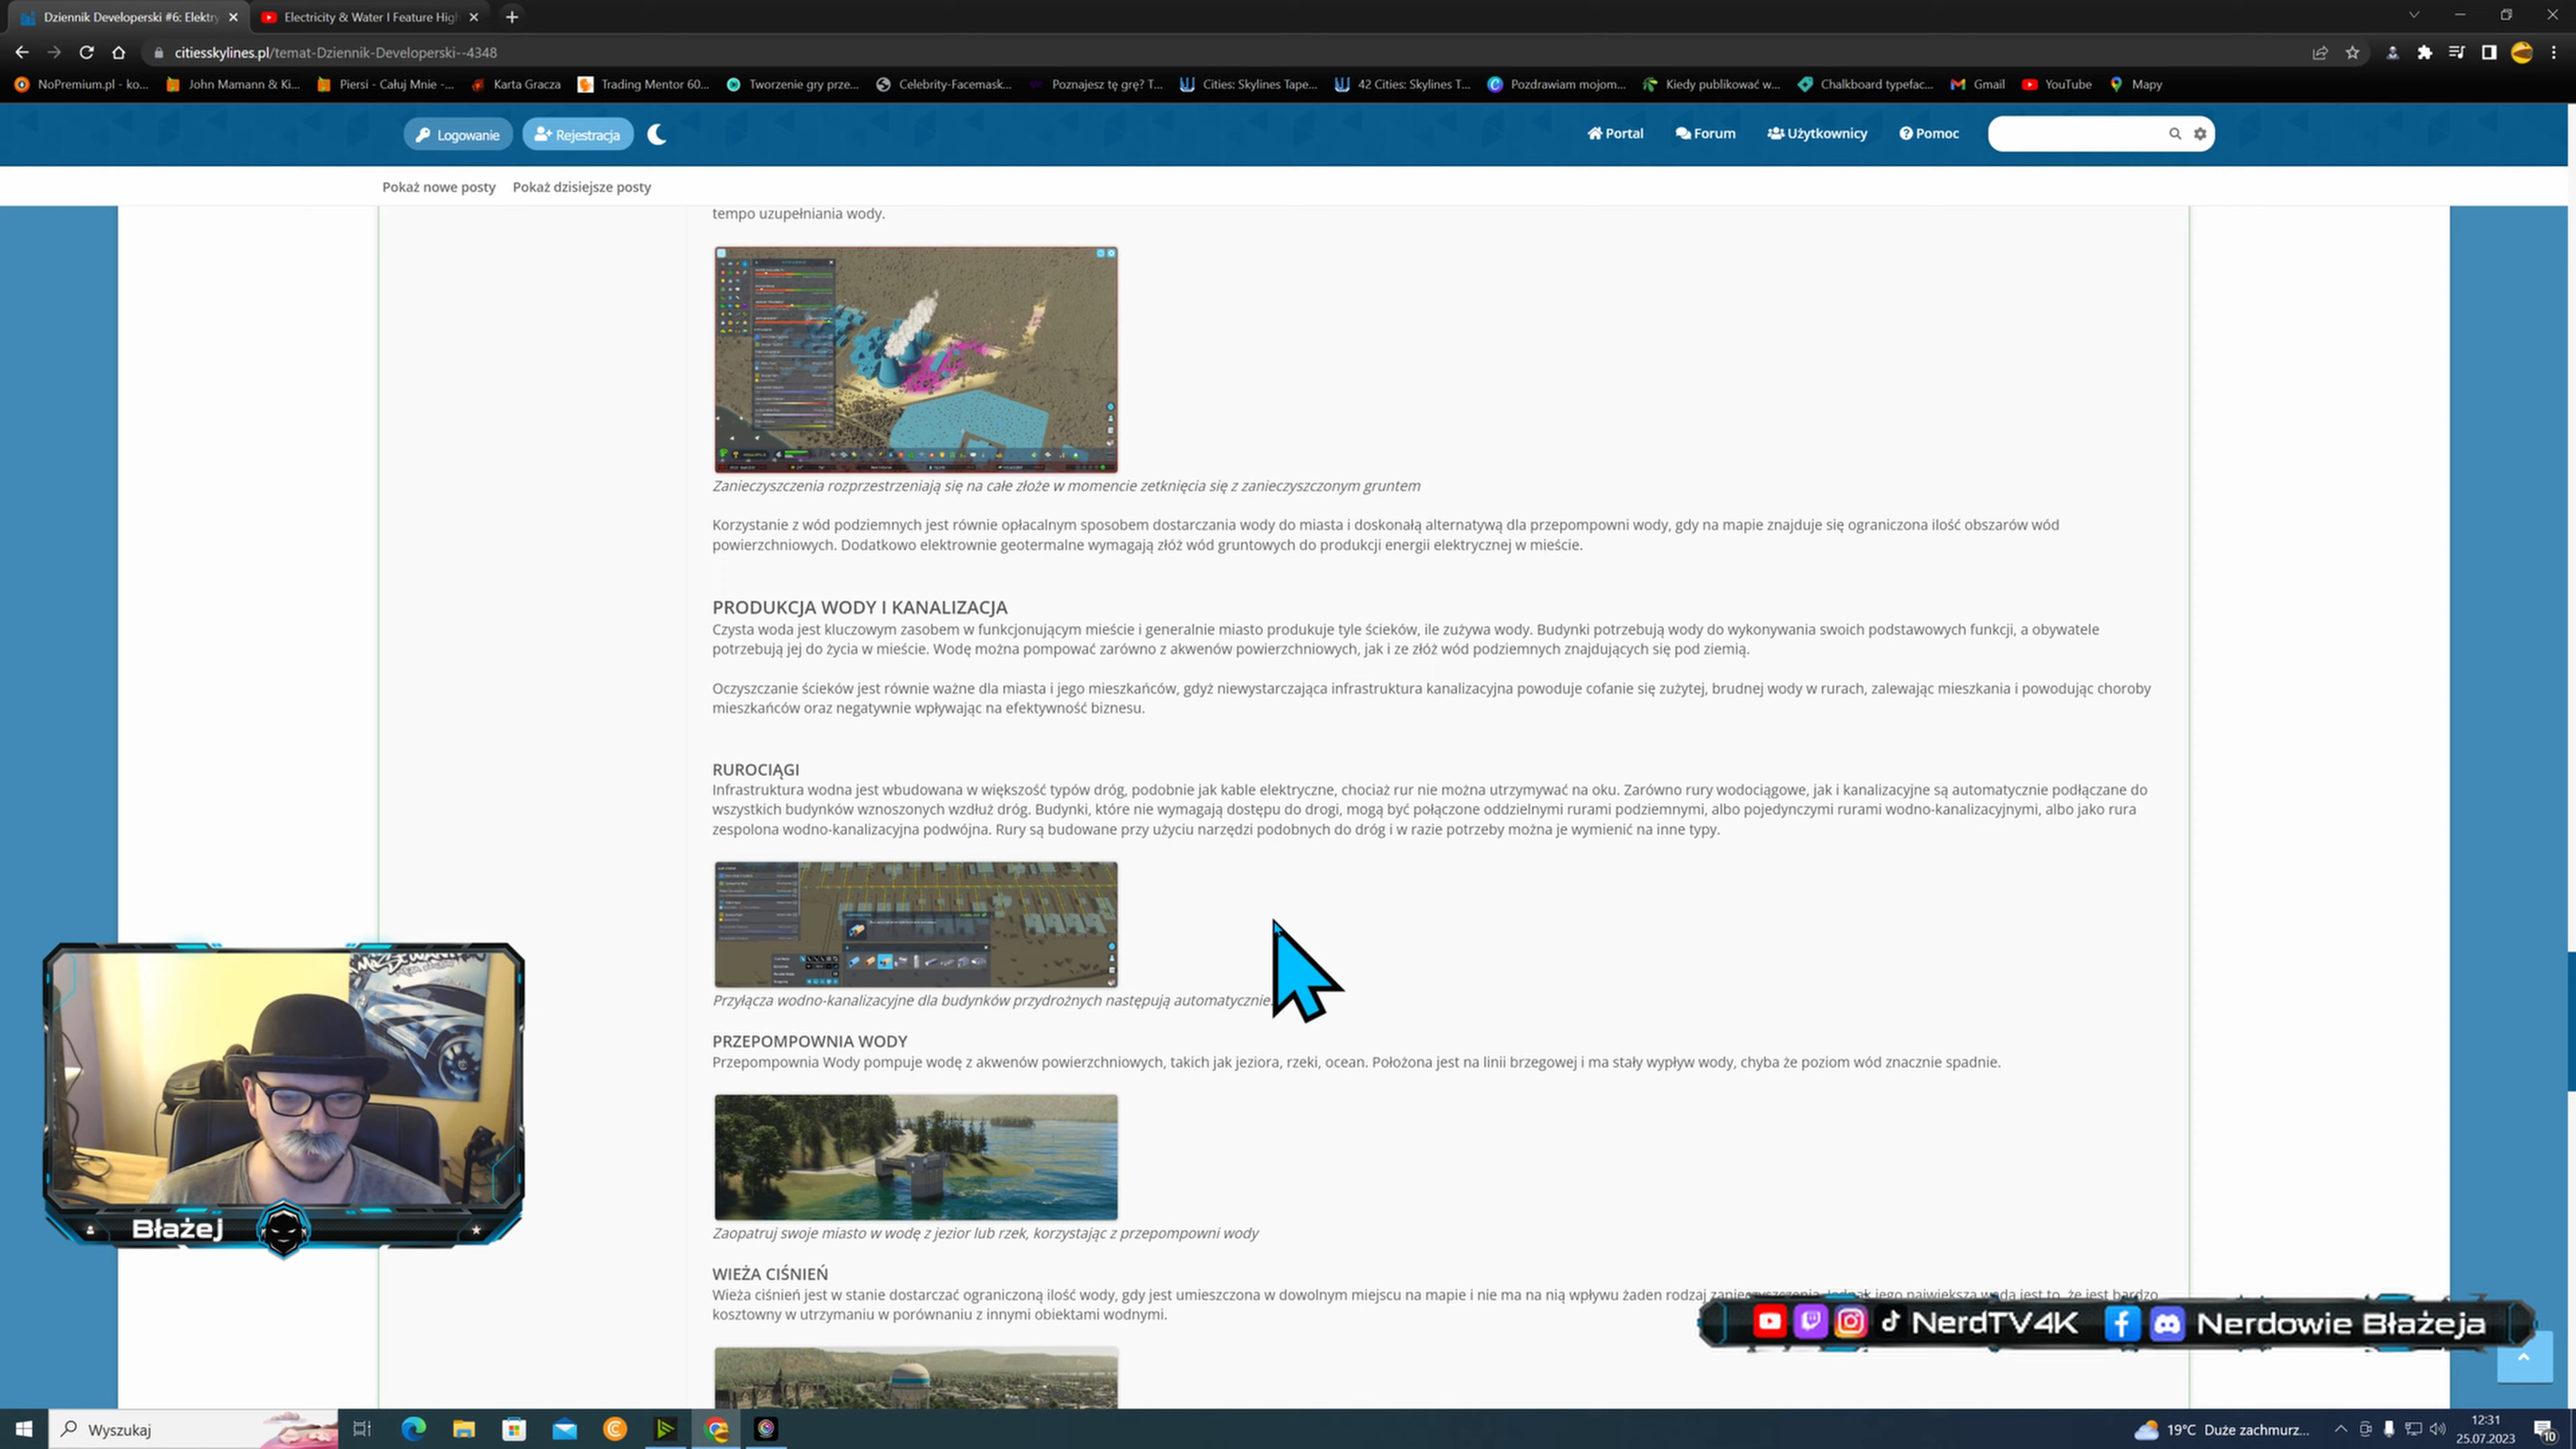 Dziennik Developerski #6: Elektry
Electricity & Water I Feature High
citiesskylines.pl/temat-Dziennik-Developerski--4348
NoPremium.pl - ko...
John Mamann & Ki...
Piersi - Całuj Mnie -...
Karta Gracza
Trading Mentor 60...
Tworzenie gry prze...
Celebrity-Facemask...
Poznajesz tę grę? T...
Cities: Skylines Tape...
42 Cities: Skylines T...
Pozdrawiam mojom...
Kiedy publikować w...
Chalkboard typefac...
Gmail
YouTube
Mapy
Logowanie
Rejestracja
Portal
Forum
Użytkownicy
Pomoc
Pokaż nowe posty
Pokaż dzisiejsze posty
tempo uzupełniania wody.
Zanieczyszczenia rozprzestrzeniają się na całe złoże w momencie zetknięcia się z zanieczyszczonym gruntem
Korzystanie z wód podziemnych jest równie opłacalnym sposobem dostarczania wody do miasta i doskonałą alternatywą dla przepompowni wody, gdy na mapie znajduje się ograniczona ilość obszarów wód
powierzchniowych. Dodatkowo elektrownie geotermalne wymagają złóż wód gruntowych do produkcji energii elektrycznej w mieście.
PRODUKCJA WODY I KANALIZACJA
Czysta woda jest kluczowym zasobem w funkcjonującym mieście i generalnie miasto produkuje tyle ścieków, ile zużywa wody. Budynki potrzebują wody do wykonywania swoich podstawowych funkcji, a obywatele
potrzebują jej do życia w mieście. Wodę można pompować zarówno z akwenów powierzchniowych, jak i ze złóż wód podziemnych znajdujących się pod ziemią.
Oczyszczanie ścieków jest równie ważne dla miasta i jego mieszkańców, gdyż niewystarczająca infrastruktura kanalizacyjna powoduje cofanie się zużytej, brudnej wody w rurach, zalewając mieszkania i powodując choroby
mieszkańców oraz negatywnie wpływając na efektywność biznesu.
RUROCIĄGI
Infrastruktura wodna jest wbudowana w większość typów dróg, podobnie jak kable elektryczne, chociaż rur nie można utrzymywać na oku. Zarówno rury wodociągowe, jak i kanalizacyjne są automatycznie podłączane do
wszystkich budynków wznoszonych wzdłuż dróg. Budynki, które nie wymagają dostępu do drogi, mogą być połączone oddzielnymi rurami podziemnymi, albo pojedynczymi rurami wodno-kanalizacyjnymi, albo jako rura
zespolona wodno-kanalizacyjna podwójna. Rury są budowane przy użyciu narzędzi podobnych do dróg i w razie potrzeby można je wymienić na inne typy.
Przyłącza wodno-kanalizacyjne dla budynków przydrożnych następują automatycznie.
PRZEPOMPOWNIA WODY
Przepompownia Wody pompuje wodę z akwenów powierzchniowych, takich jak jeziora, rzeki, ocean. Położona jest na linii brzegowej i ma stały wypływ wody, chyba że poziom wód znacznie spadnie.
Zaopatruj swoje miasto w wodę z jezior lub rzek, korzystając z przepompowni wody
WIEŻA CIŚNIEŃ
Wieża ciśnień jest w stanie dostarczać ograniczoną ilość wody, gdy jest umieszczona w dowolnym miejscu na mapie i nie ma na nią wpływu żaden rodzaj zanieczyszczenia. Jednak jego największą wadą jest to, że jest bardzo
kosztowny w utrzymaniu w porównaniu z innymi obiektami wodnymi.
Błażej
NerdTV4K
Nerdowie Błażeja
Wyszukaj
19°C Duże zachmurz...
12:31
25.07.2023
10